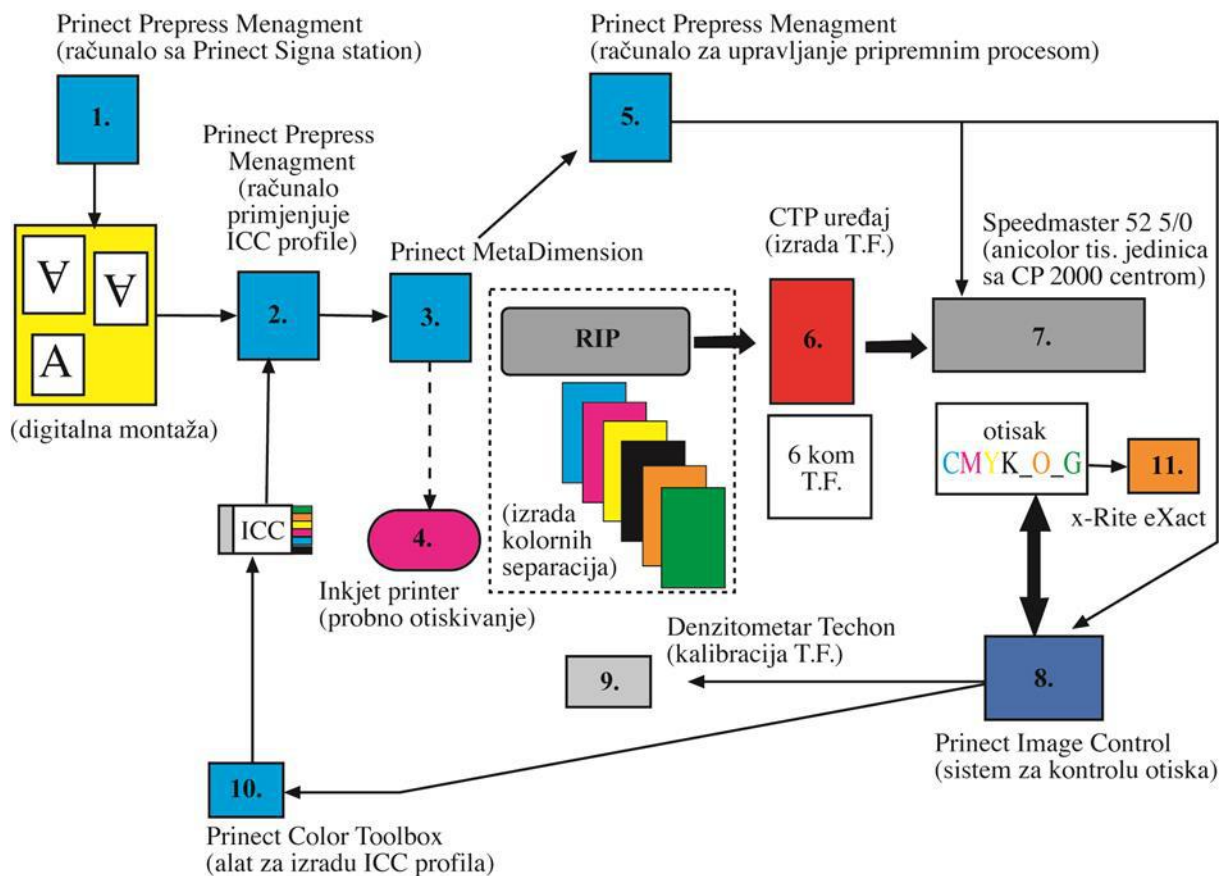 Prinect Prepress Menagment
(računalo sa Prinect Signa station)
1.
Prinect Prepress Menagment
(računalo za upravljanje pripremnim procesom)
5.
Prinect Prepress
Menagment
(računalo
primjenjuje
ICC profile)
2.
A
A
A
(digitalna montaža)
Prinect MetaDimension
3.
4.
Inkjet printer
(probno otiskivanje)
RIP
(izrada
kolornih
separacija)
CTP uređaj
(izrada T.F.)
6.
6 kom
T.F.
Speedmaster 52 5/0
(anicolor tis. jedinica
sa CP 2000 centrom)
7.
otisak
CMYK_O_G
11.
x-Rite eXact
ICC
Denzitometar Techon
(kalibracija T.F.)
9.
8.
Prinect Image Control
(sistem za kontrolu otiska)
10.
Prinect Color Toolbox
(alat za izradu ICC profila)